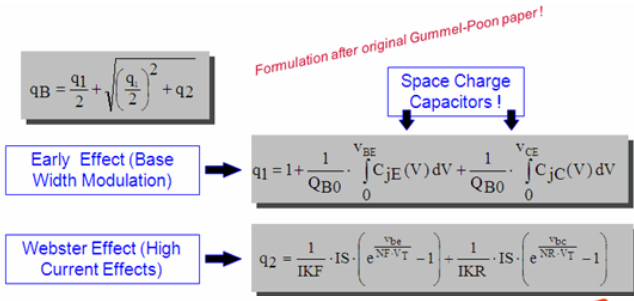 Formulation after original Gummel-Poon paper!
qB = q1/2 + √((q1/2)² + q2)
Space Charge
Capacitors !
Early Effect (Base
Width Modulation)
q1 = 1 + 1/QB0 · ∫₀^VBE CjE(V) dV + 1/QB0 · ∫₀^VCE CjC(V) dV
Webster Effect (High
Current Effects)
q2 = 1/IKF · IS · (e^(vbe/(NF·VT)) − 1) + 1/IKR · IS · (e^(vbc/(NR·VT)) − 1)